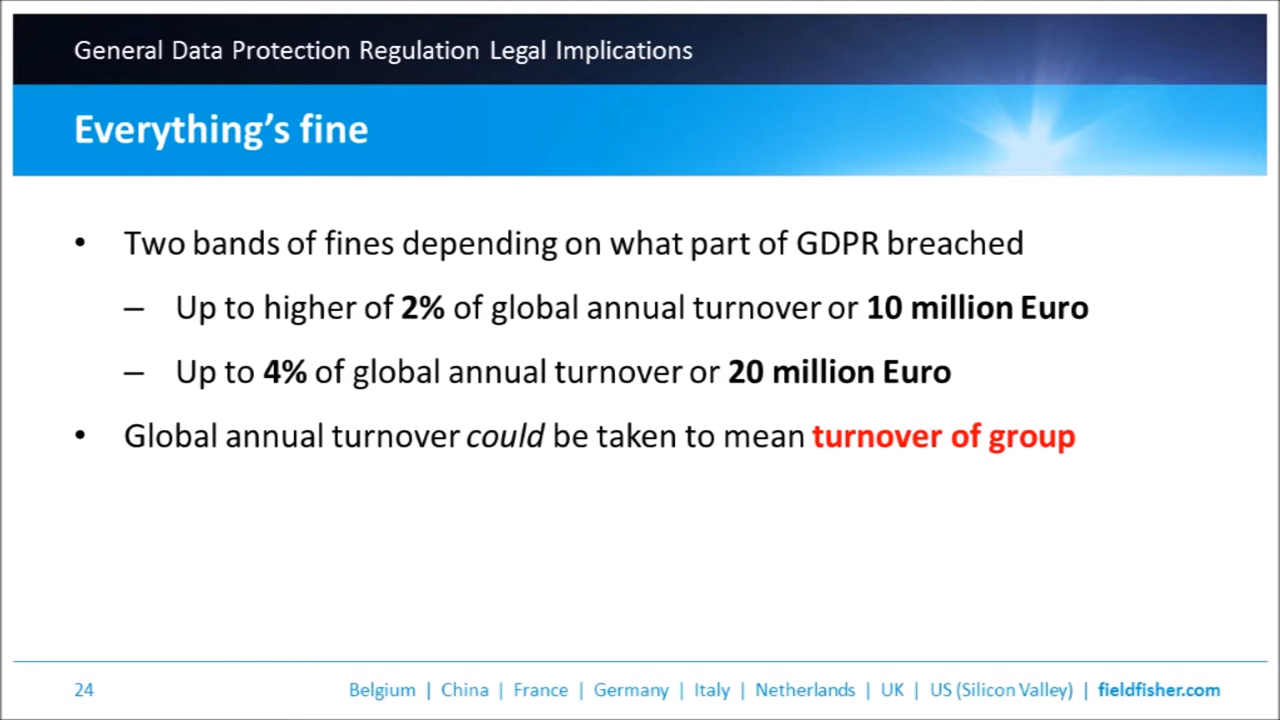 General Data Protection Regulation Legal Implications
Everything’s fine
• Two bands of fines depending on what part of GDPR breached
– Up to higher of 2% of global annual turnover or 10 million Euro
– Up to 4% of global annual turnover or 20 million Euro
• Global annual turnover could be taken to mean turnover of group
24 Belgium | China | France | Germany | Italy | Netherlands | UK | US (Silicon Valley) | fieldfisher.com